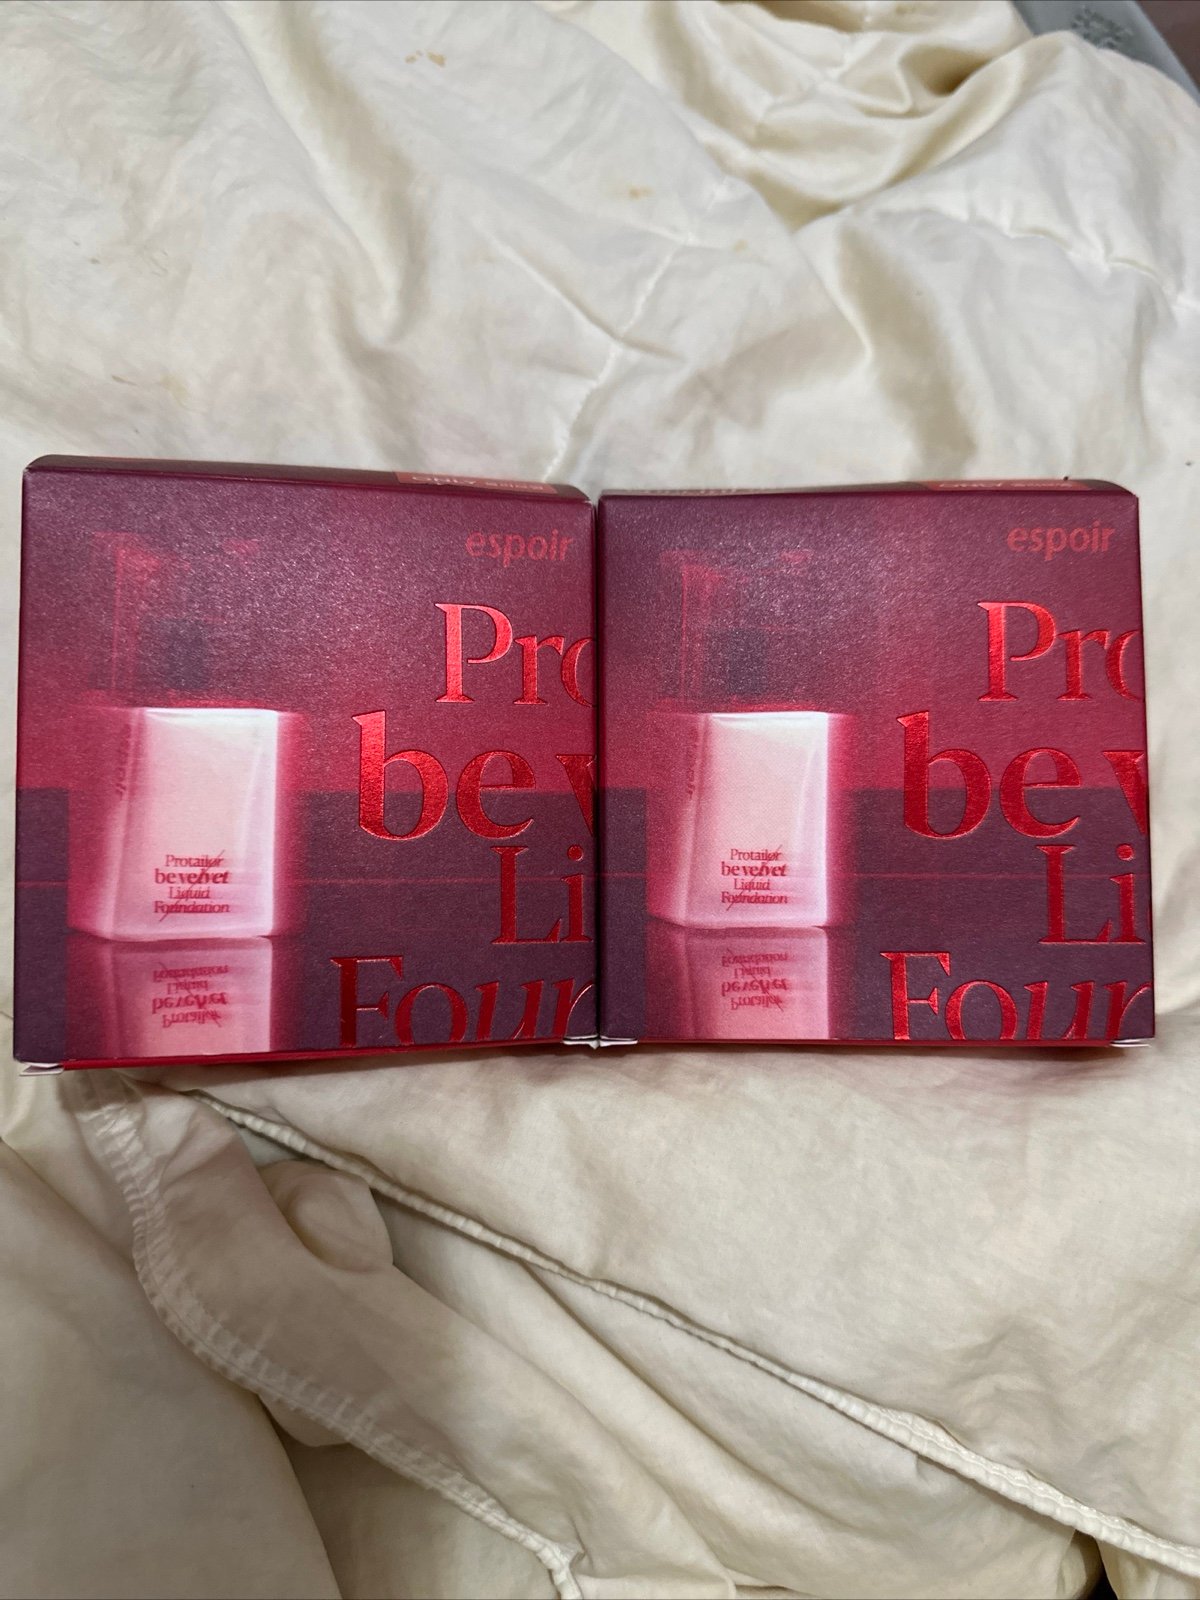 espoir
Pro
be v
Li
Foun
Protailor
be velvet
Liquid
Foundation
espoir
Pro
be v
Li
Four
Protailor
be velvet
Liquid
Foundation